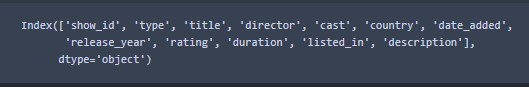 Index(['show_id', 'type', 'title', 'director', 'cast', 'country', 'date_added',
'release_year', 'rating', 'duration', 'listed_in', 'description'],
dtype='object')